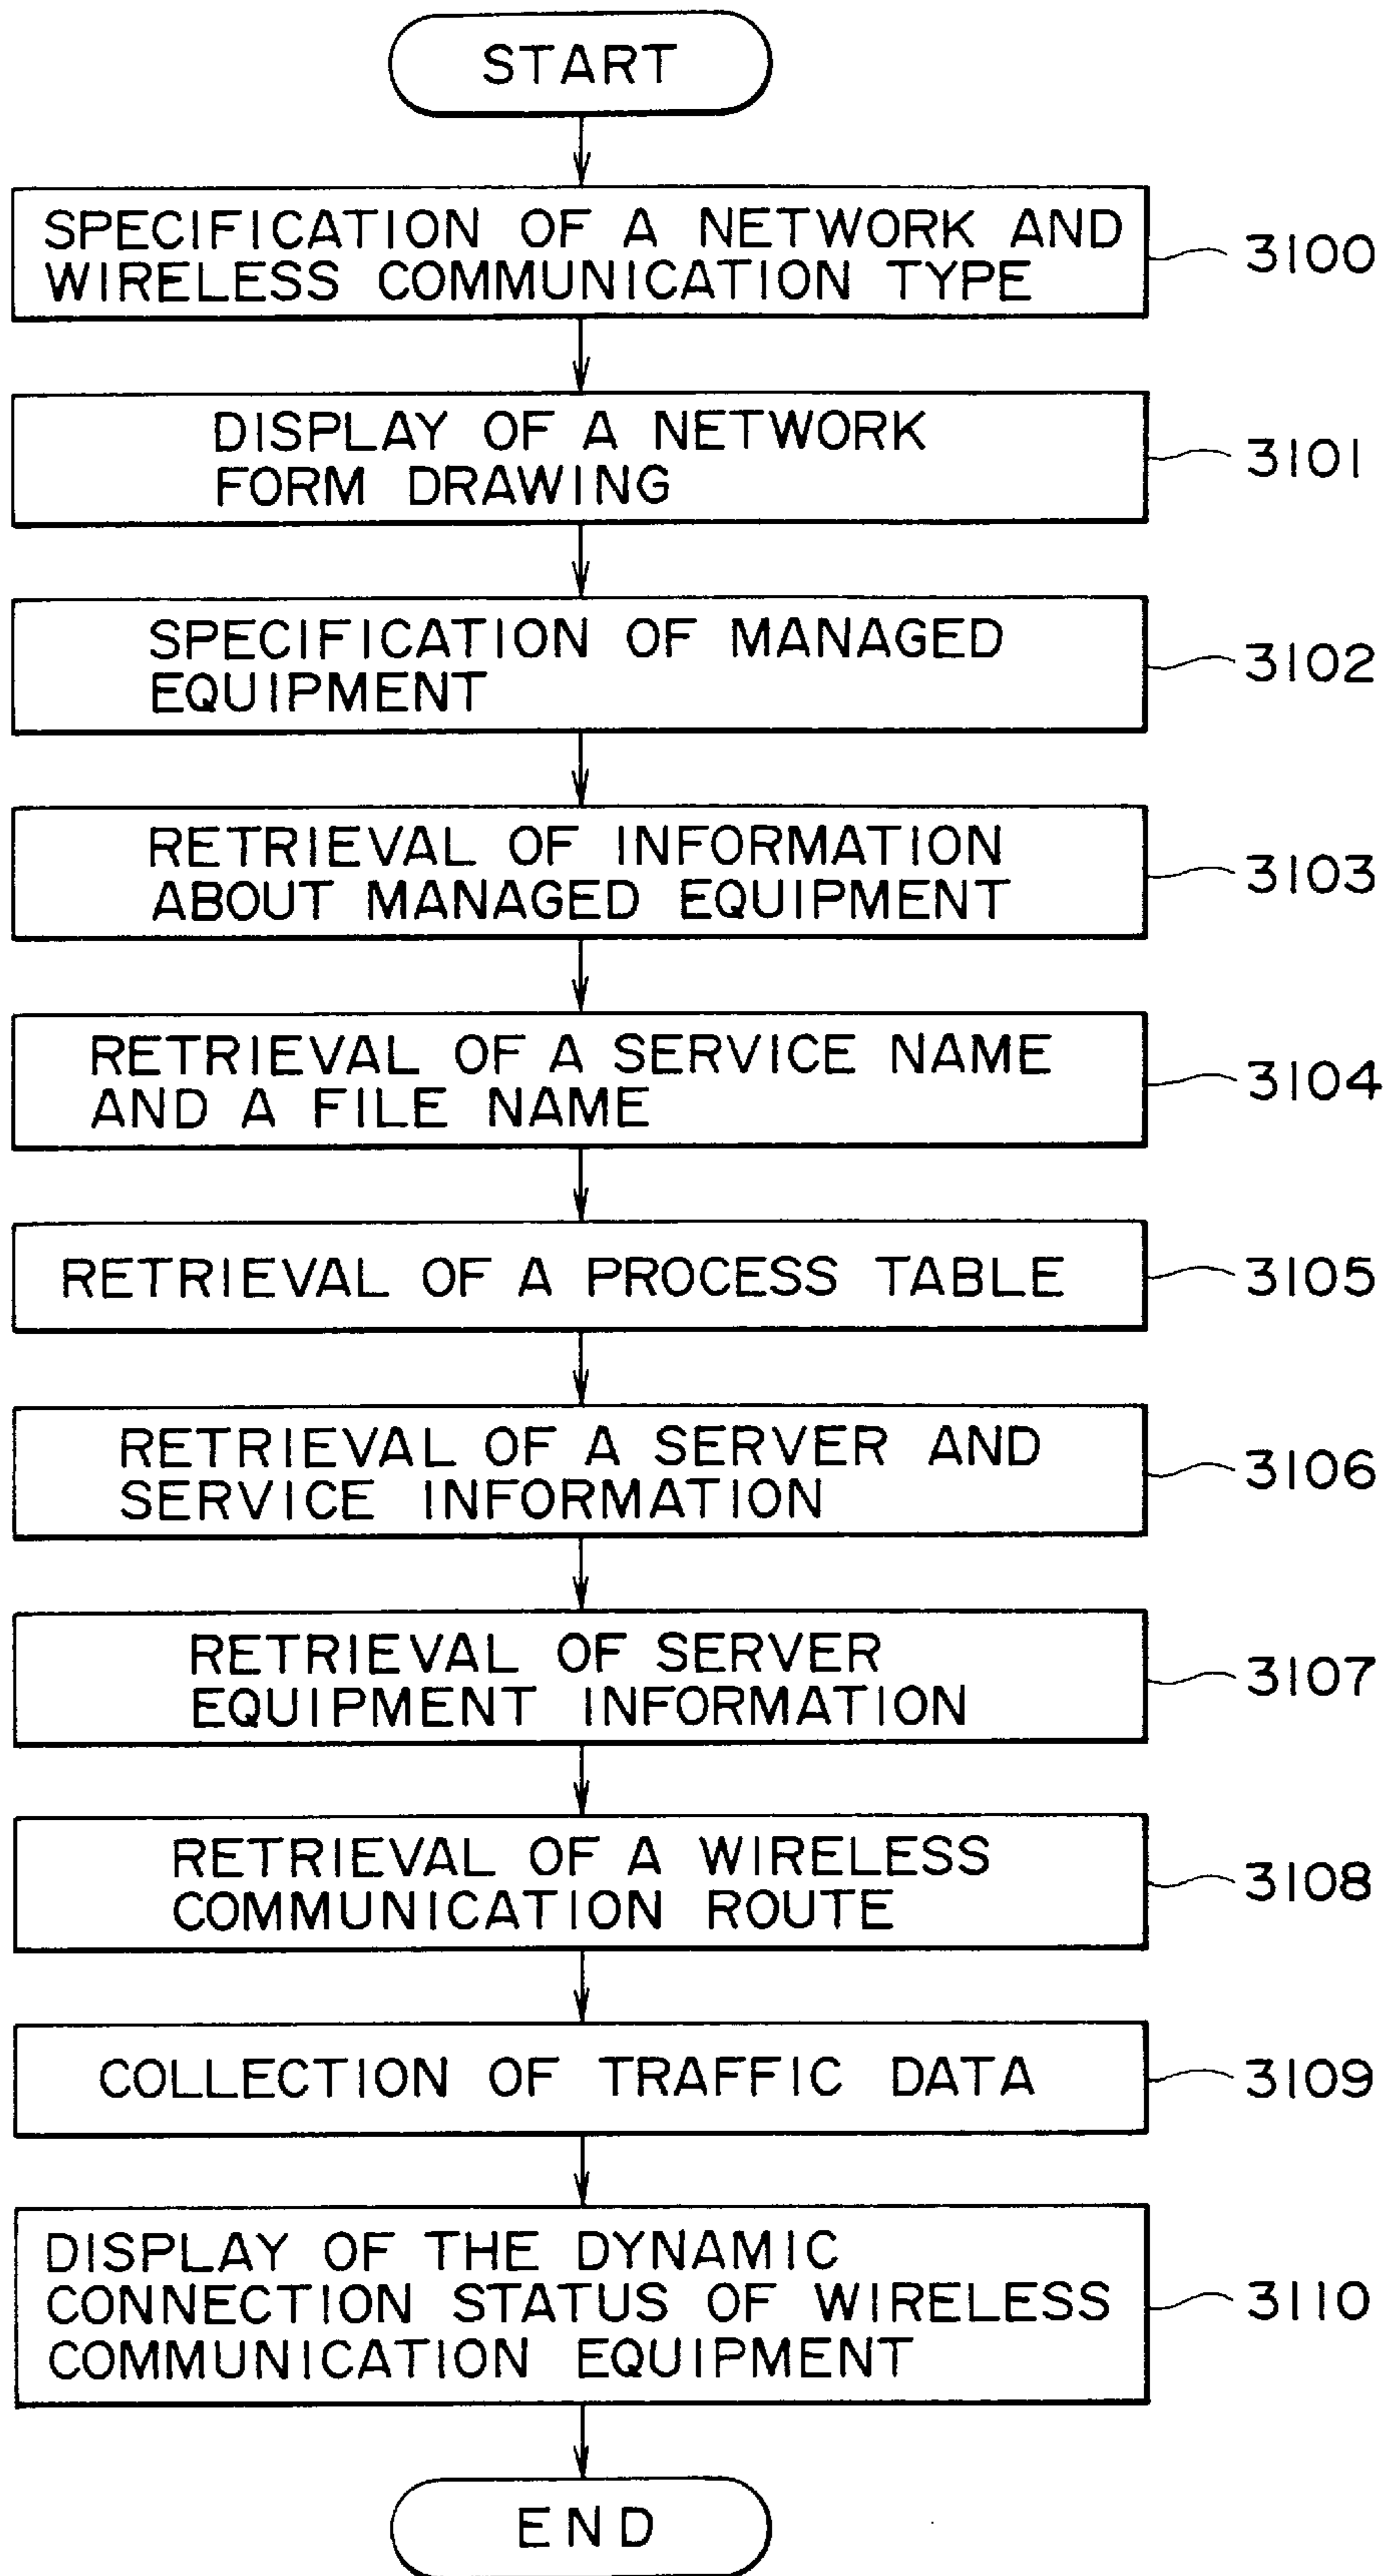 START
SPECIFICATION OF A NETWORK AND
WIRELESS COMMUNICATION TYPE
3100
DISPLAY OF A NETWORK
FORM DRAWING
3101
SPECIFICATION OF MANAGED
EQUIPMENT
3102
RETRIEVAL OF INFORMATION
ABOUT MANAGED EQUIPMENT
3103
RETRIEVAL OF A SERVICE NAME
AND A FILE NAME
3104
RETRIEVAL OF A PROCESS TABLE
3105
RETRIEVAL OF A SERVER AND
SERVICE INFORMATION
3106
RETRIEVAL OF SERVER
EQUIPMENT INFORMATION
3107
RETRIEVAL OF A WIRELESS
COMMUNICATION ROUTE
3108
COLLECTION OF TRAFFIC DATA
3109
DISPLAY OF THE DYNAMIC
CONNECTION STATUS OF WIRELESS
COMMUNICATION EQUIPMENT
3110
END